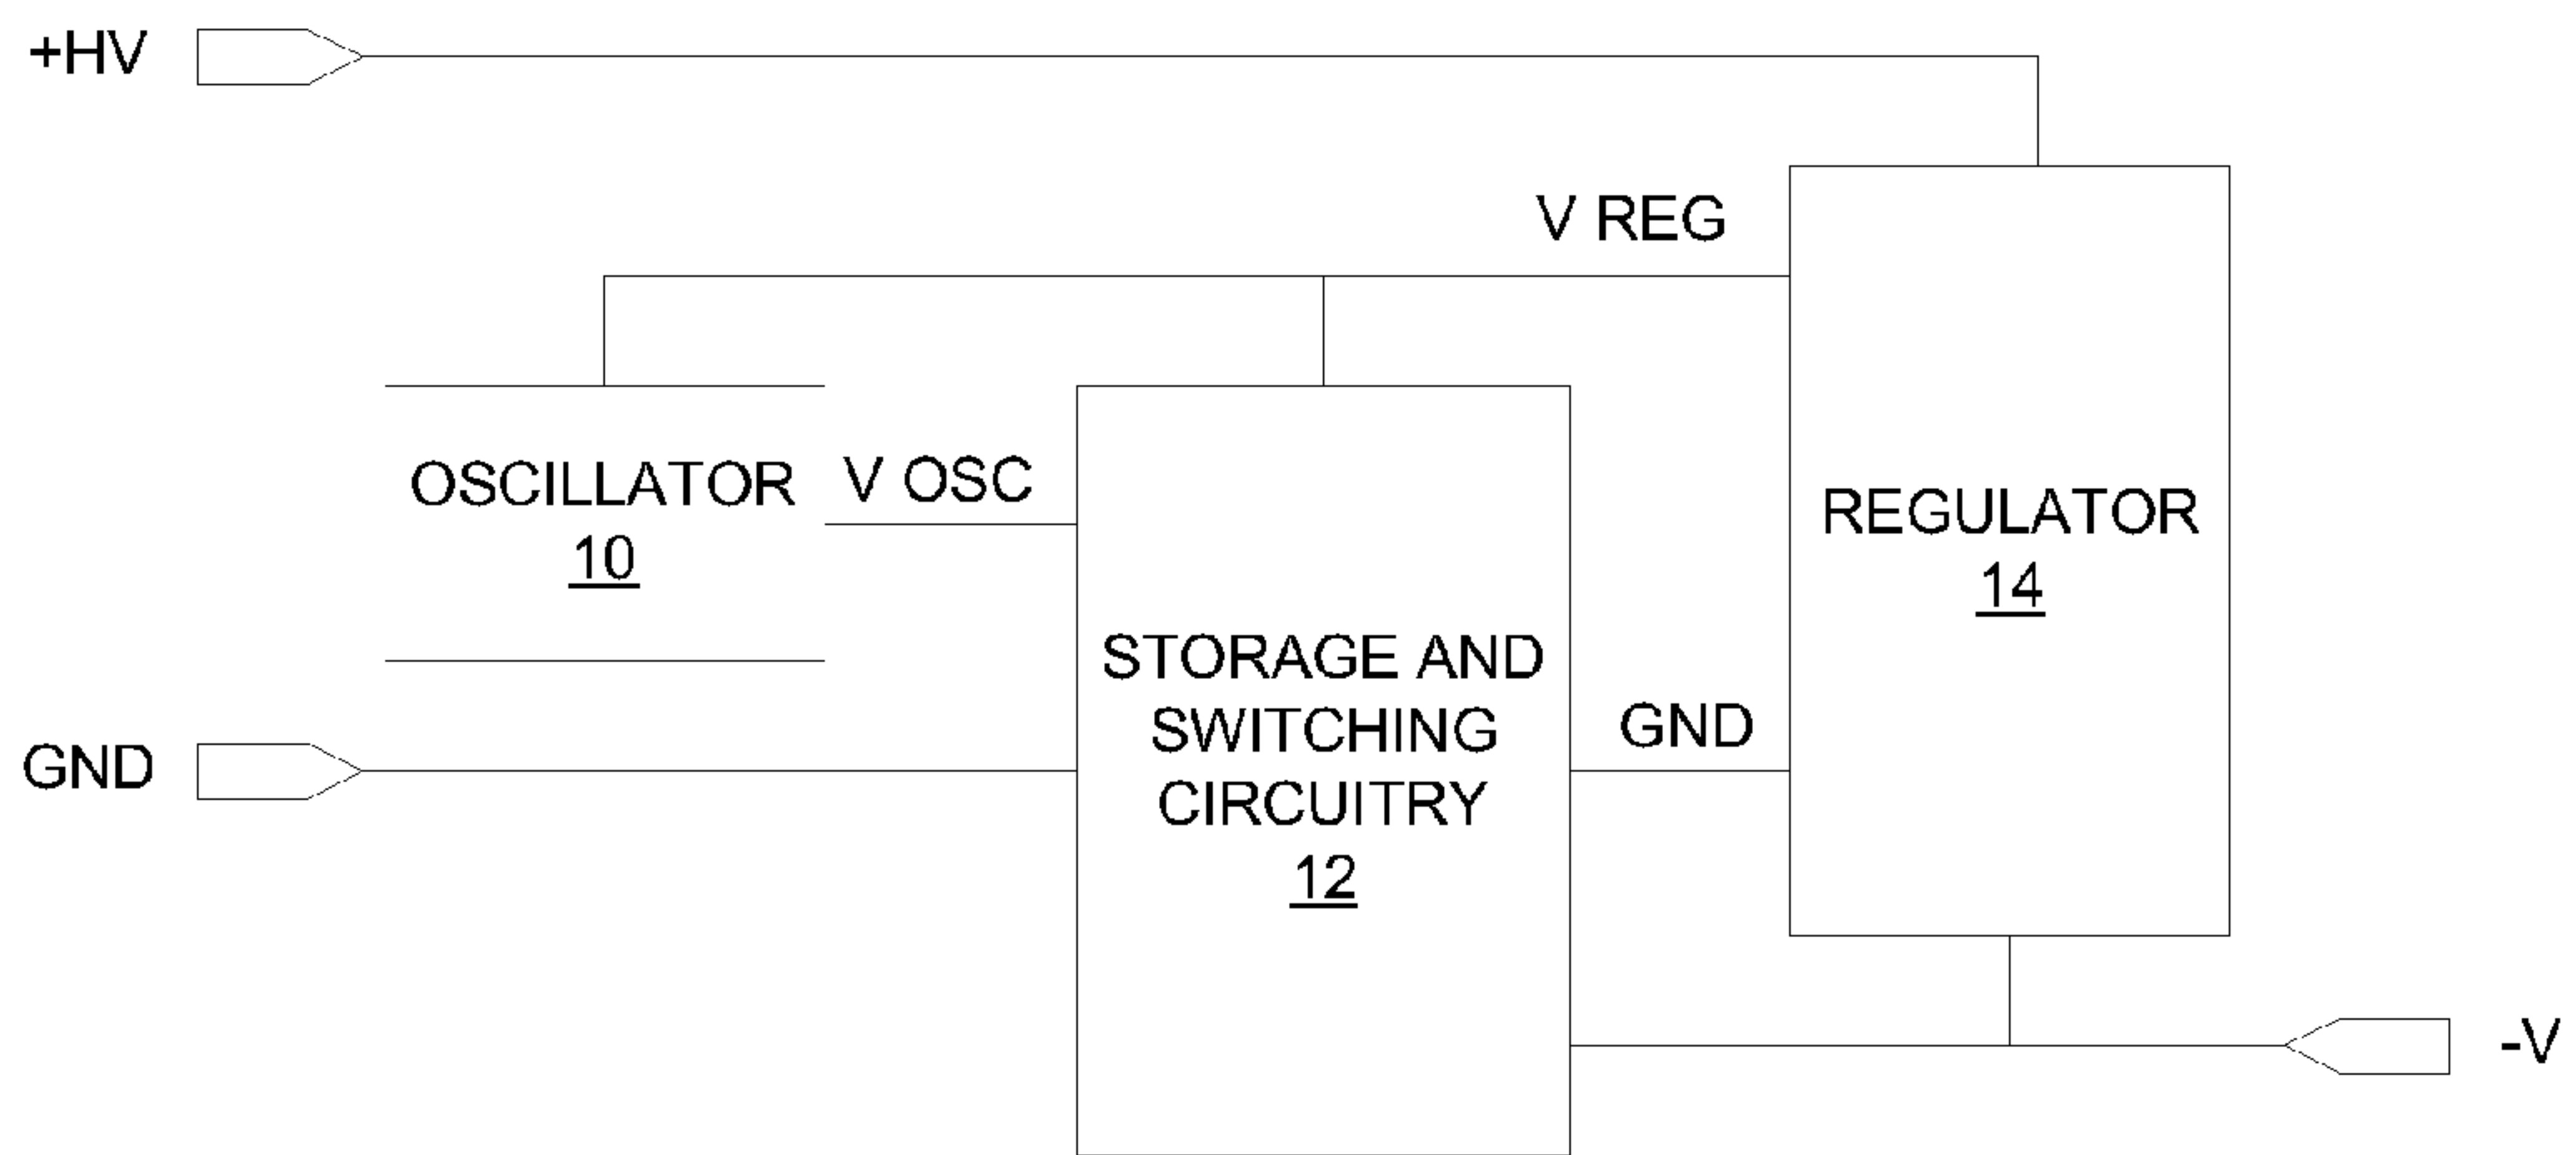 +HV
V REG
OSCILLATOR
10
V OSC
REGULATOR
14
STORAGE AND
SWITCHING
CIRCUITRY
12
GND
GND
-V